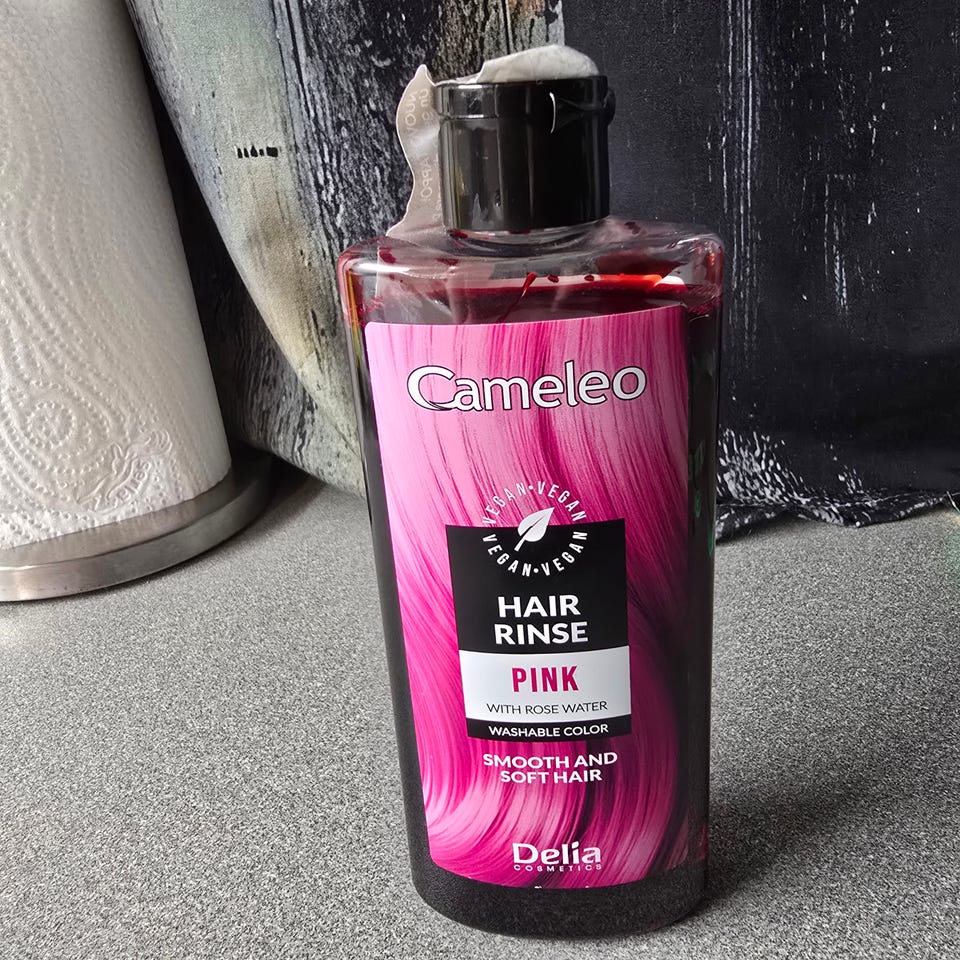 Cameleo
VEGAN•VEGAN
VEGAN•VEGAN
HAIR
RINSE
PINK
WITH ROSE WATER
WASHABLE COLOR
SMOOTH AND
SOFT HAIR
Delia
COSMETICS